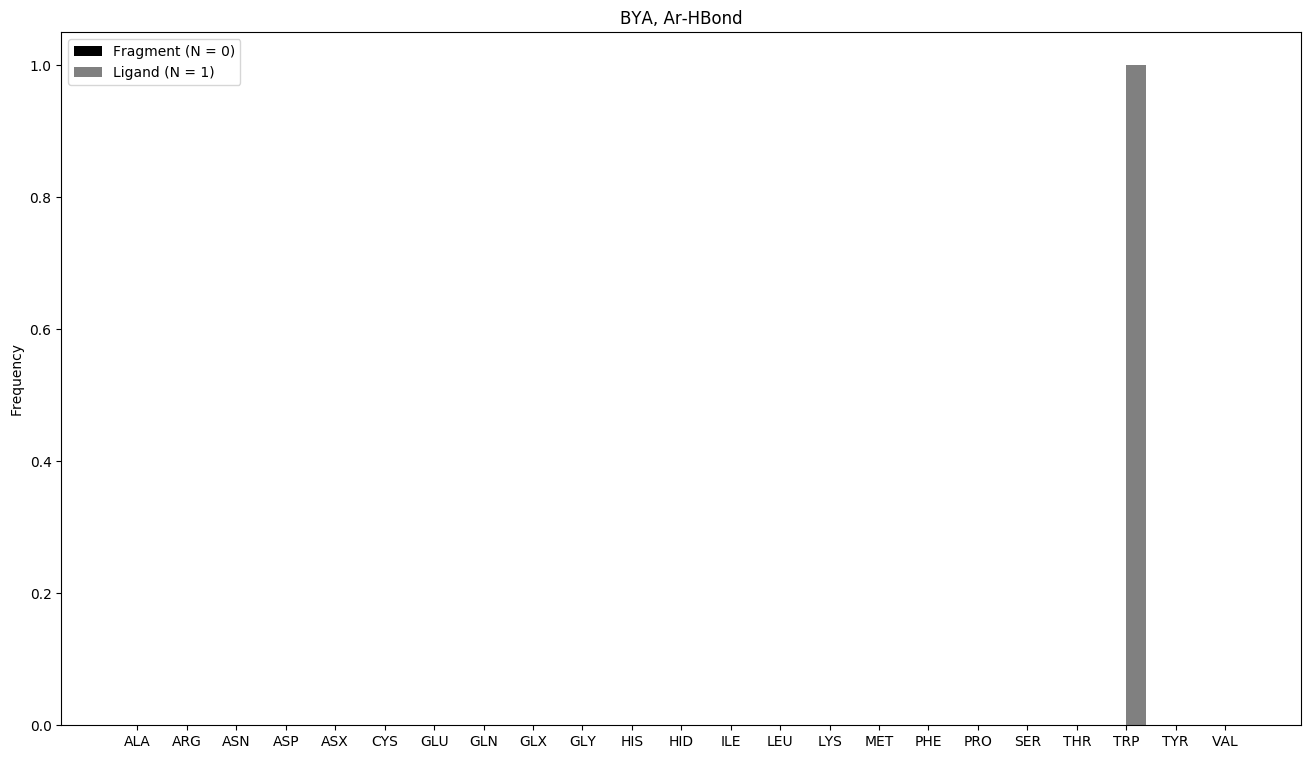 BYA, Ar-HBond
Fragment (N = 0)
Ligand (N = 1)
1.0
0.8
0.6
0.4
0.2
0.0
Frequency
ALA ARG ASN ASP ASX CYS GLU GLN GLX GLY HIS HID ILE LEU LYS MET PHE PRO SER THR TRP TYR VAL